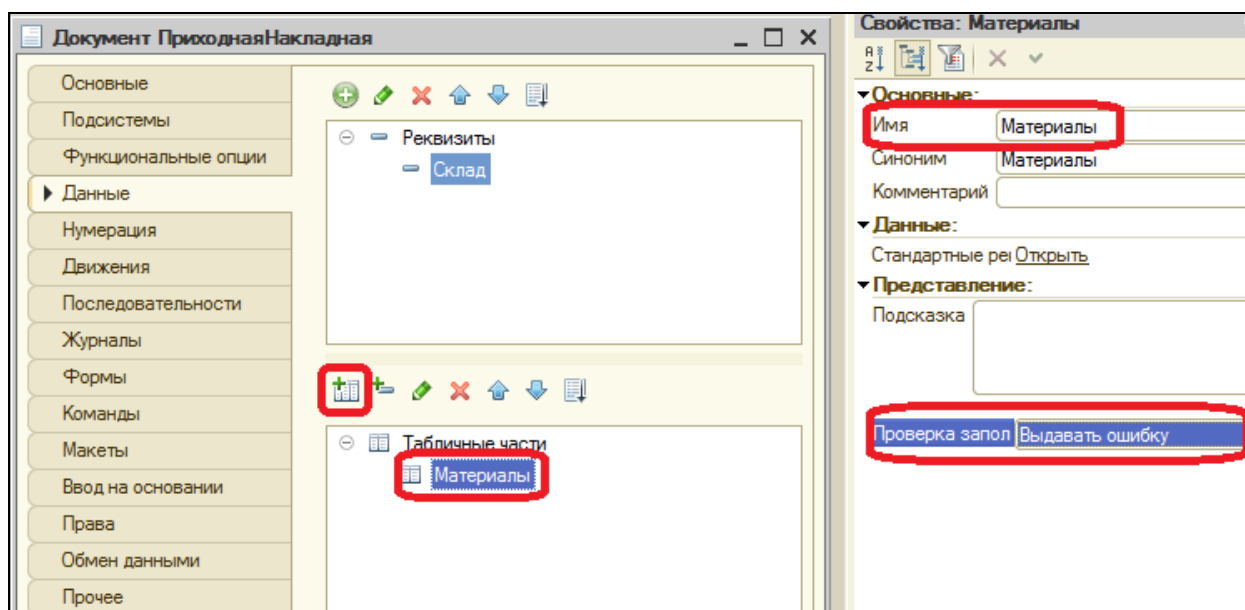 Документ ПриходнаяНакладная
Основные
Подсистемы
Функциональные опции
Данные
Нумерация
Движения
Последовательности
Журналы
Формы
Команды
Макеты
Ввод на основании
Права
Обмен данными
Прочее
Реквизиты
Склад
Табличные части
Материалы
Свойства: Материалы
Основные:
Имя Материалы
Синоним Материалы
Комментарий
Данные:
Стандартные рек Открыть
Представление:
Подсказка
Проверка запол Выдавать ошибку